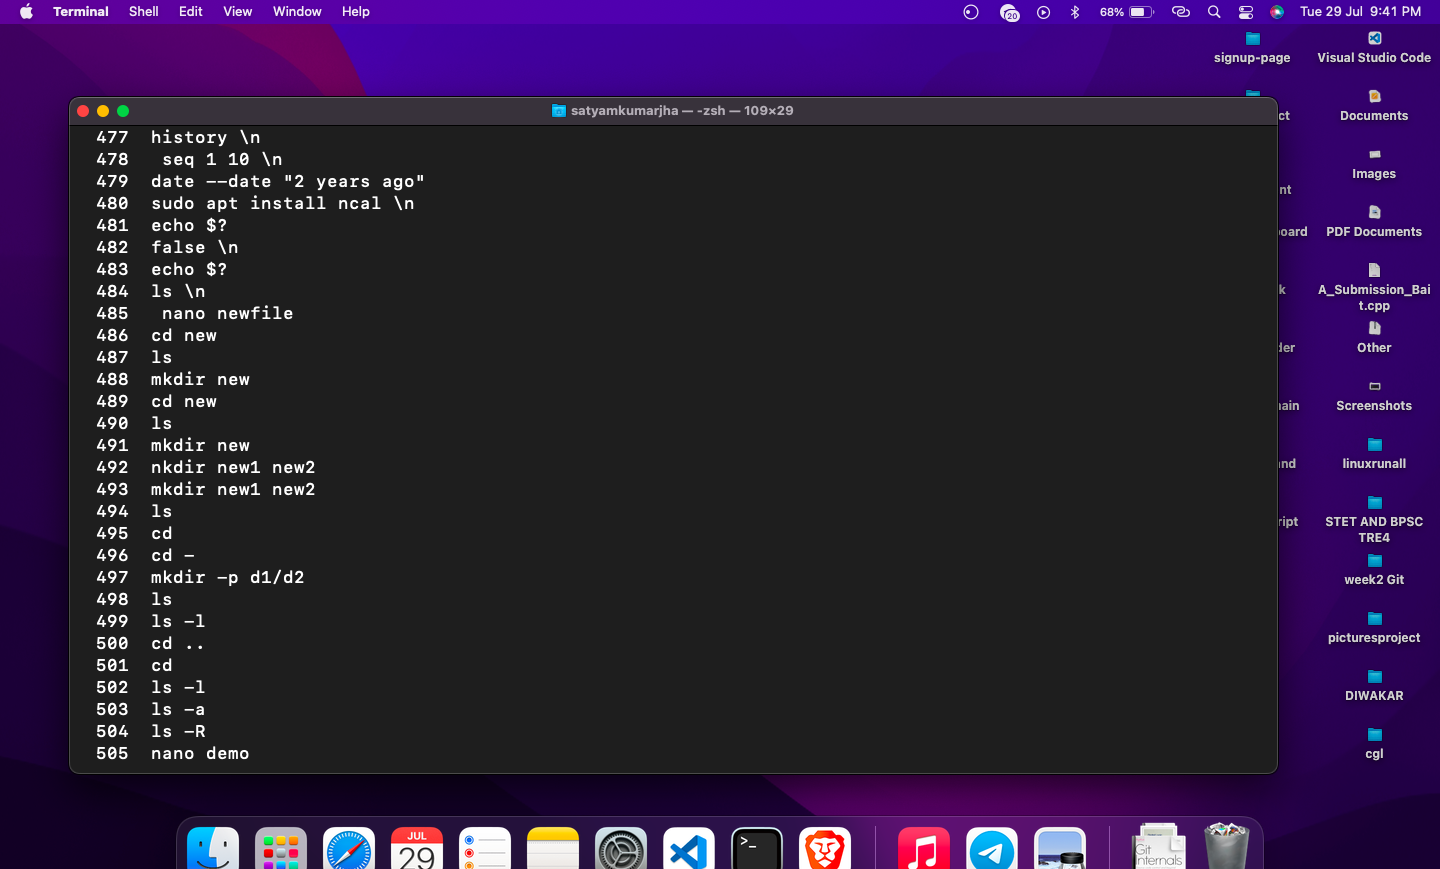 Terminal Shell Edit View Window Help 20 68% Tue 29 Jul 9:41 PM
signup-page
Visual Studio Code
satyamkumarjha — -zsh — 109×29
477 history \n
478 seq 1 10 \n
479 date --date "2 years ago"
480 sudo apt install ncal \n
481 echo $?
482 false \n
483 echo $?
484 ls \n
485 nano newfile
486 cd new
487 ls
488 mkdir new
489 cd new
490 ls
491 mkdir new
492 nkdir new1 new2
493 mkdir new1 new2
494 ls
495 cd
496 cd -
497 mkdir -p d1/d2
498 ls
499 ls -l
500 cd ..
501 cd
502 ls -l
503 ls -a
504 ls -R
505 nano demo
ct
nt
oard
k
der
ain
nd
ript
Documents
Images
PDF Documents
A_Submission_Bai
t.cpp
Other
Screenshots
linuxrunall
STET AND BPSC
TRE4
week2 Git
picturesproject
DIWAKAR
cgl
JUL
29
>_
Git
Internals